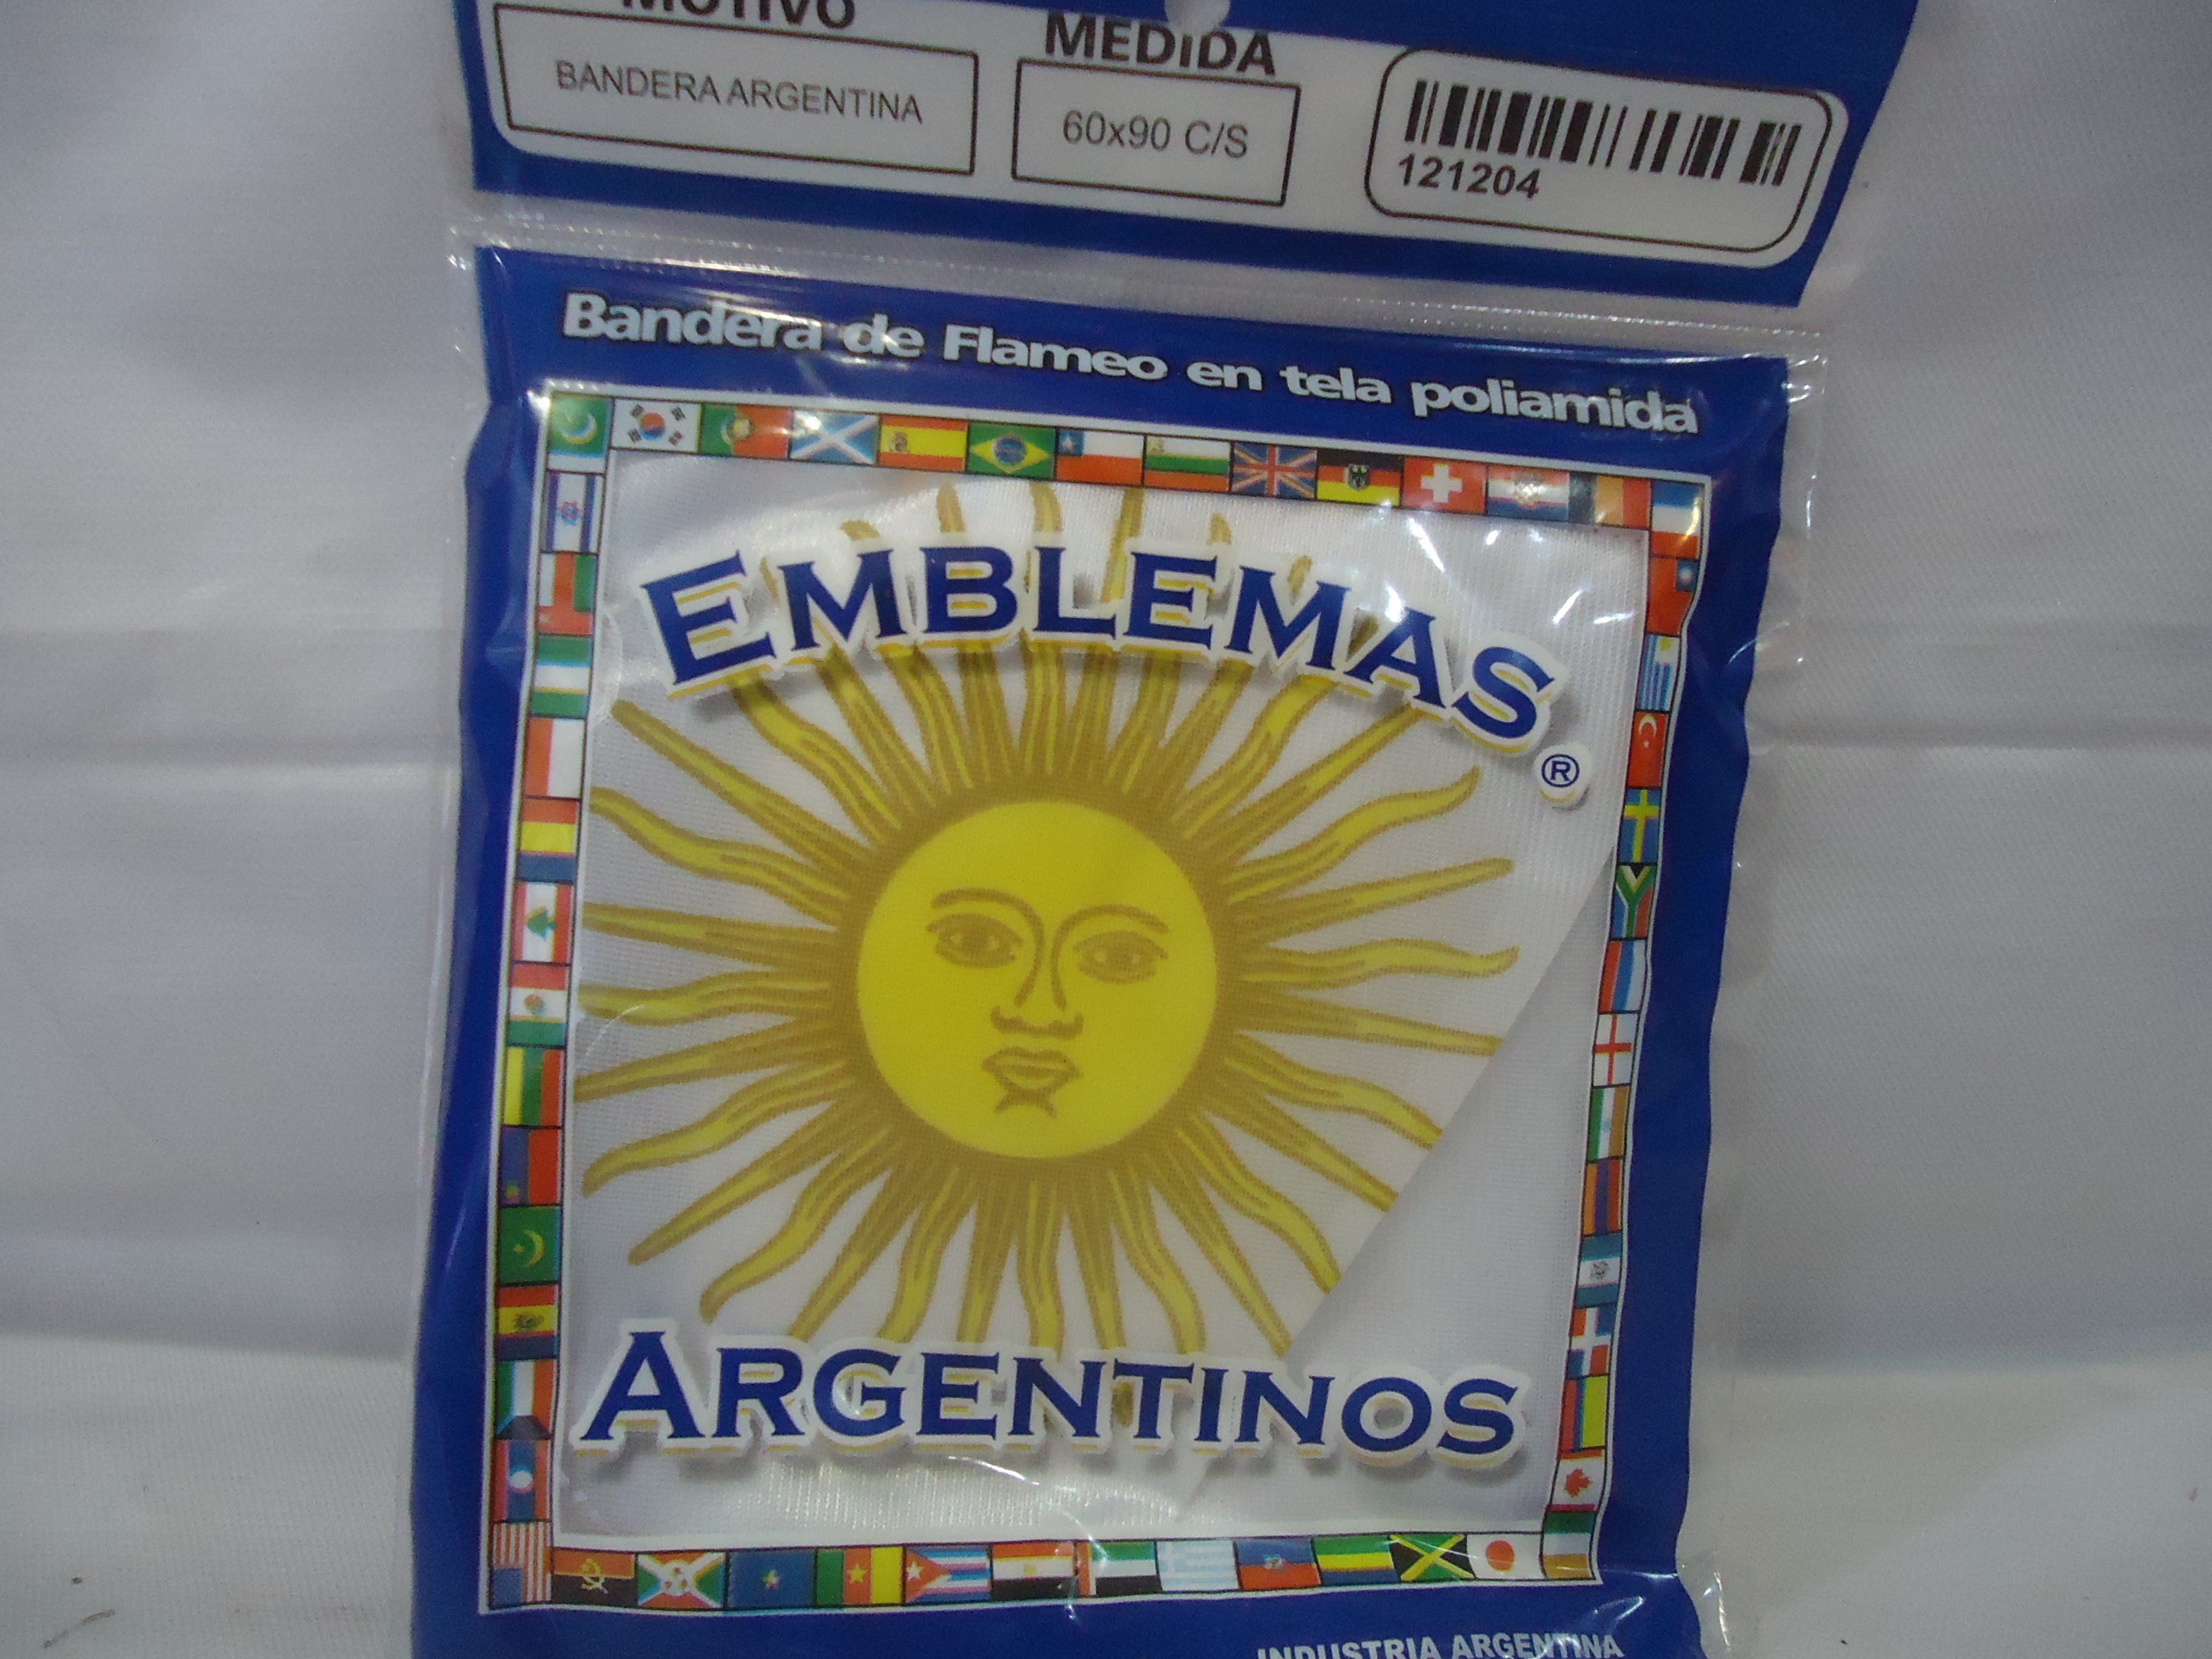 MOTIVO
BANDERA ARGENTINA
MEDIDA
60x90 C/S
121204
Bandera de Flameo en tela poliamida
EMBLEMAS®
ARGENTINOS
INDUSTRIA ARGENTINA